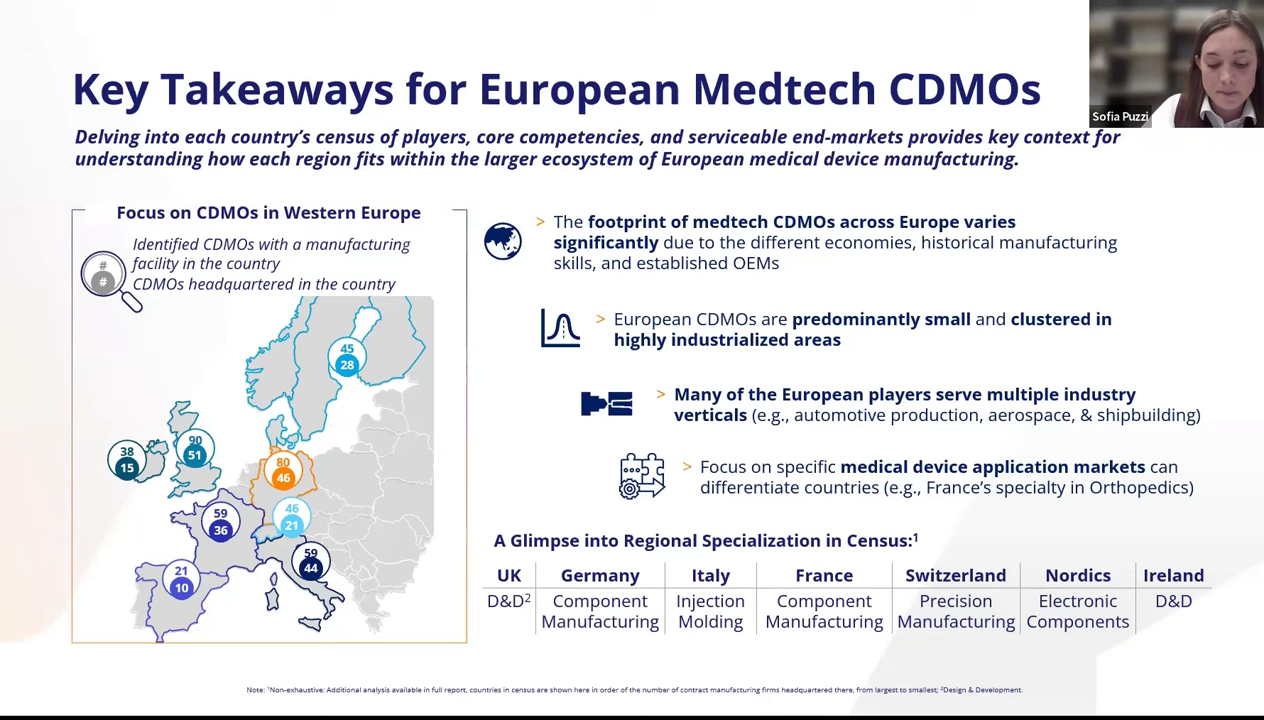 Key Takeaways for European Medtech CDMOs
Sofia Puzzi
Delving into each country's census of players, core competencies, and serviceable end-markets provides key context for
understanding how each region fits within the larger ecosystem of European medical device manufacturing.
Focus on CDMOs in Western Europe
# Identified CDMOs with a manufacturing
facility in the country
# CDMOs headquartered in the country
45
28
90
51
38
15
80
46
59
36
46
21
59
44
21
10
> The footprint of medtech CDMOs across Europe varies
significantly due to the different economies, historical manufacturing
skills, and established OEMs
> European CDMOs are predominantly small and clustered in
highly industrialized areas
> Many of the European players serve multiple industry
verticals (e.g., automotive production, aerospace, & shipbuilding)
> Focus on specific medical device application markets can
differentiate countries (e.g., France's specialty in Orthopedics)
A Glimpse into Regional Specialization in Census:¹
UK Germany Italy France Switzerland Nordics Ireland
D&D² Component Injection Component Precision Electronic D&D
Manufacturing Molding Manufacturing Manufacturing Components
Note: ¹Non-exhaustive: Additional analysis available in full report, countries in census are shown here in order of the number of contract manufacturing firms headquartered there, from largest to smallest; ²Design & Development.